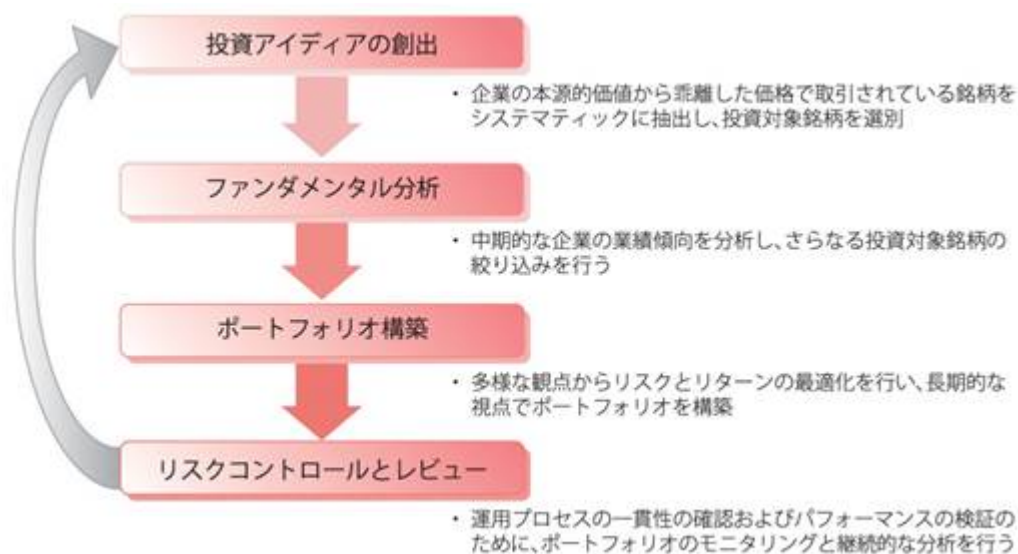 投資アイディアの創出
・ 企業の本源的価値から乖離した価格で取引されている銘柄を
システマティックに抽出し、投資対象銘柄を選別
ファンダメンタル分析
・ 中期的な企業の業績傾向を分析し、さらなる投資対象銘柄の
絞り込みを行う
ポートフォリオ構築
・ 多様な観点からリスクとリターンの最適化を行い、長期的な
視点でポートフォリオを構築
リスクコントロールとレビュー
・ 運用プロセスの一貫性の確認およびパフォーマンスの検証の
ために、ポートフォリオのモニタリングと継続的な分析を行う